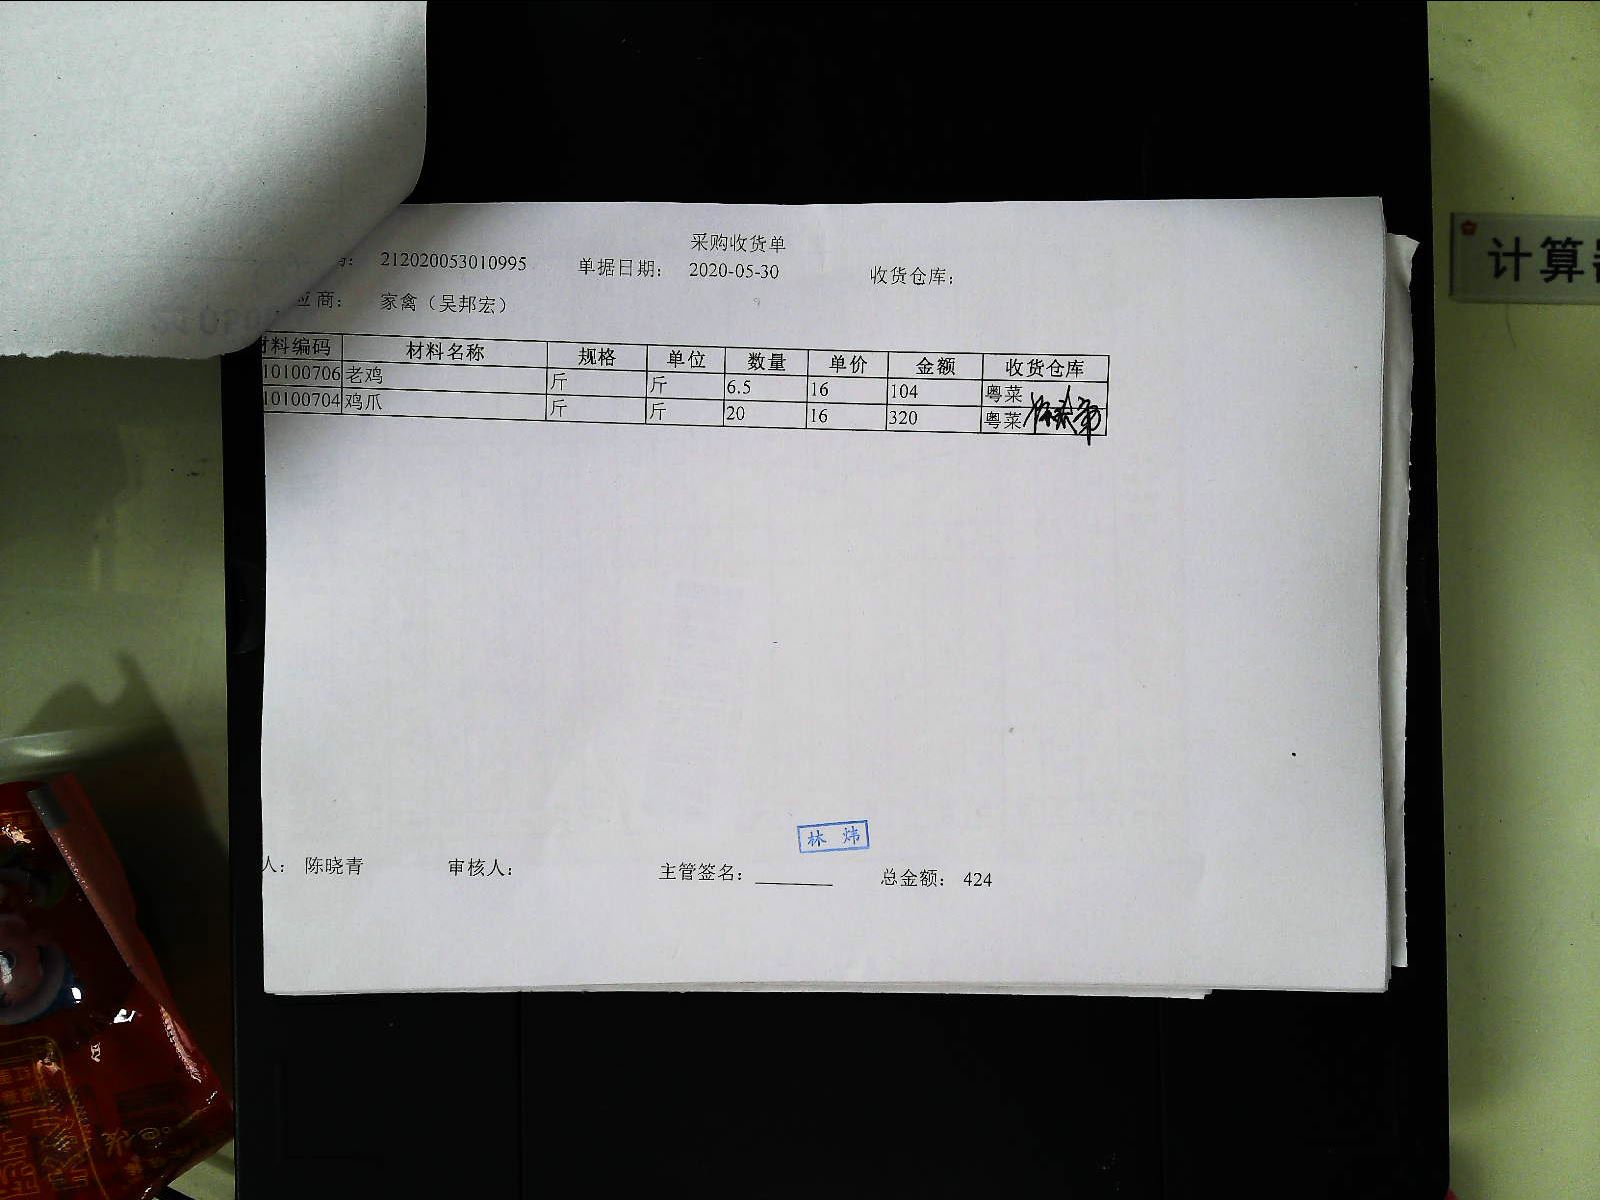 采购收货单
212020053010995 单据日期： 2020-05-30 收货仓库：
应商： 家禽（吴邦宏）
材料编码 材料名称 规格 单位 数量 单价 金额 收货仓库
10100706 老鸡 斤 斤 6.5 16 104 粤菜
10100704 鸡爪 斤 斤 20 16 320 粤菜
林 炜
人： 陈晓青 审核人： 主管签名： 总金额： 424
计算